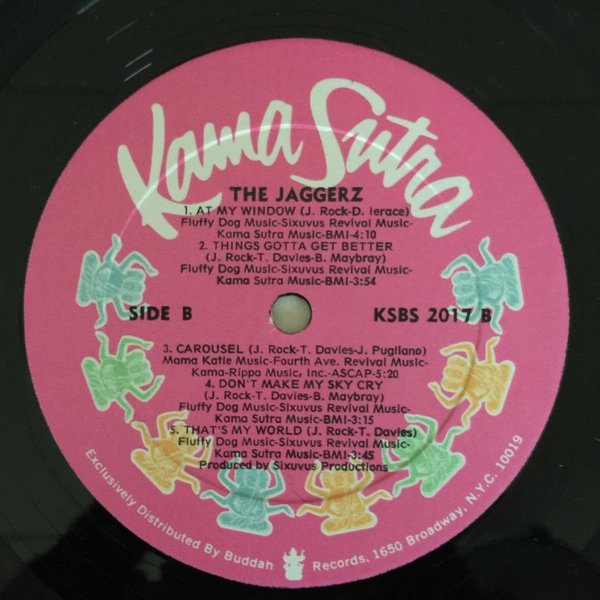 Kama Sutra
THE JAGGERZ
1. AT MY WINDOW (J. Rock-D. Ierace)
Fluffy Dog Music-Sixuvus Revival Music-
Kama Sutra Music-BMI-4:10
2. THINGS GOTTA GET BETTER
(J. Rock-T. Davies-B. Maybray)
Fluffy Dog Music-Sixuvus Revival Music-
Kama Sutra Music-BMI-3:54
SIDE B
KSBS 2017 B
3. CAROUSEL (J. Rock-T. Davies-J. Pugliano)
Mama Katie Music-Fourth Ave. Revival Music-
Kama-Rippa Music, Inc.-ASCAP-5:20
4. DON'T MAKE MY SKY CRY
(J. Rock-T. Davies-B. Maybray)
Fluffy Dog Music-Sixuvus Revival Music-
Kama Sutra Music-BMI-3:15
5. THAT'S MY WORLD (J. Rock-T. Davies)
Fluffy Dog Music-Sixuvus Revival Music-
Kama Sutra Music-BMI-3:45
Produced by Sixuvus Productions
Exclusively Distributed By Buddah Records, 1650 Broadway, N.Y.C. 10019